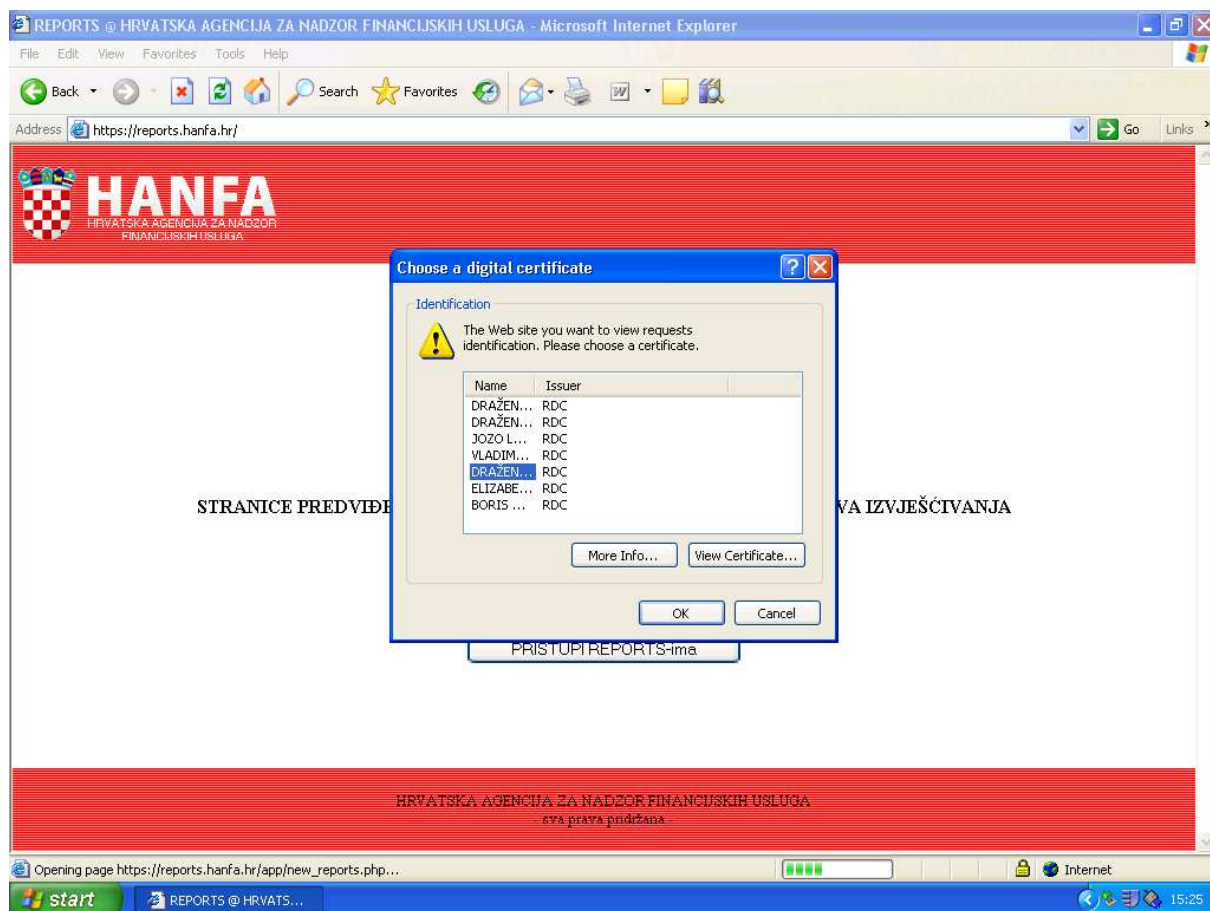 REPORTS @ HRVATSKA AGENCIJA ZA NADZOR FINANCIJSKIH USLUGA - Microsoft Internet Explorer
File Edit View Favorites Tools Help
Back Search Favorites
Address https://reports.hanfa.hr/ Go Links »
HANFA
HRVATSKA AGENCIJA ZA NADZOR
FINANCIJSKIH USLUGA
Choose a digital certificate
Identification
The Web site you want to view requests
identification. Please choose a certificate.
Name Issuer
DRAŽEN... RDC
DRAŽEN... RDC
JOZO L... RDC
VLADIM... RDC
DRAŽEN... RDC
ELIZABE... RDC
BORIS ... RDC
STRANICE PREDVIĐE VA IZVJEŠĆIVANJA
More Info... View Certificate...
OK Cancel
PRISTUPI REPORTS-ima
HRVATSKA AGENCIJA ZA NADZOR FINANCIJSKIH USLUGA
- sva prava pridržana -
Opening page https://reports.hanfa.hr/app/new_reports.php... Internet
start REPORTS @ HRVATS... 15:25